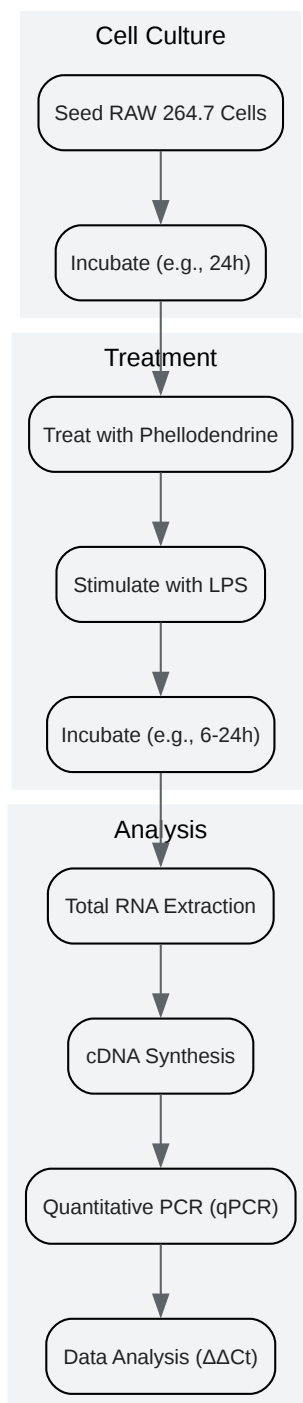 Cell Culture
Seed RAW 264.7 Cells
Incubate (e.g., 24h)
Treatment
Treat with Phellodendrine
Stimulate with LPS
Incubate (e.g., 6-24h)
Analysis
Total RNA Extraction
cDNA Synthesis
Quantitative PCR (qPCR)
Data Analysis (ΔΔCt)